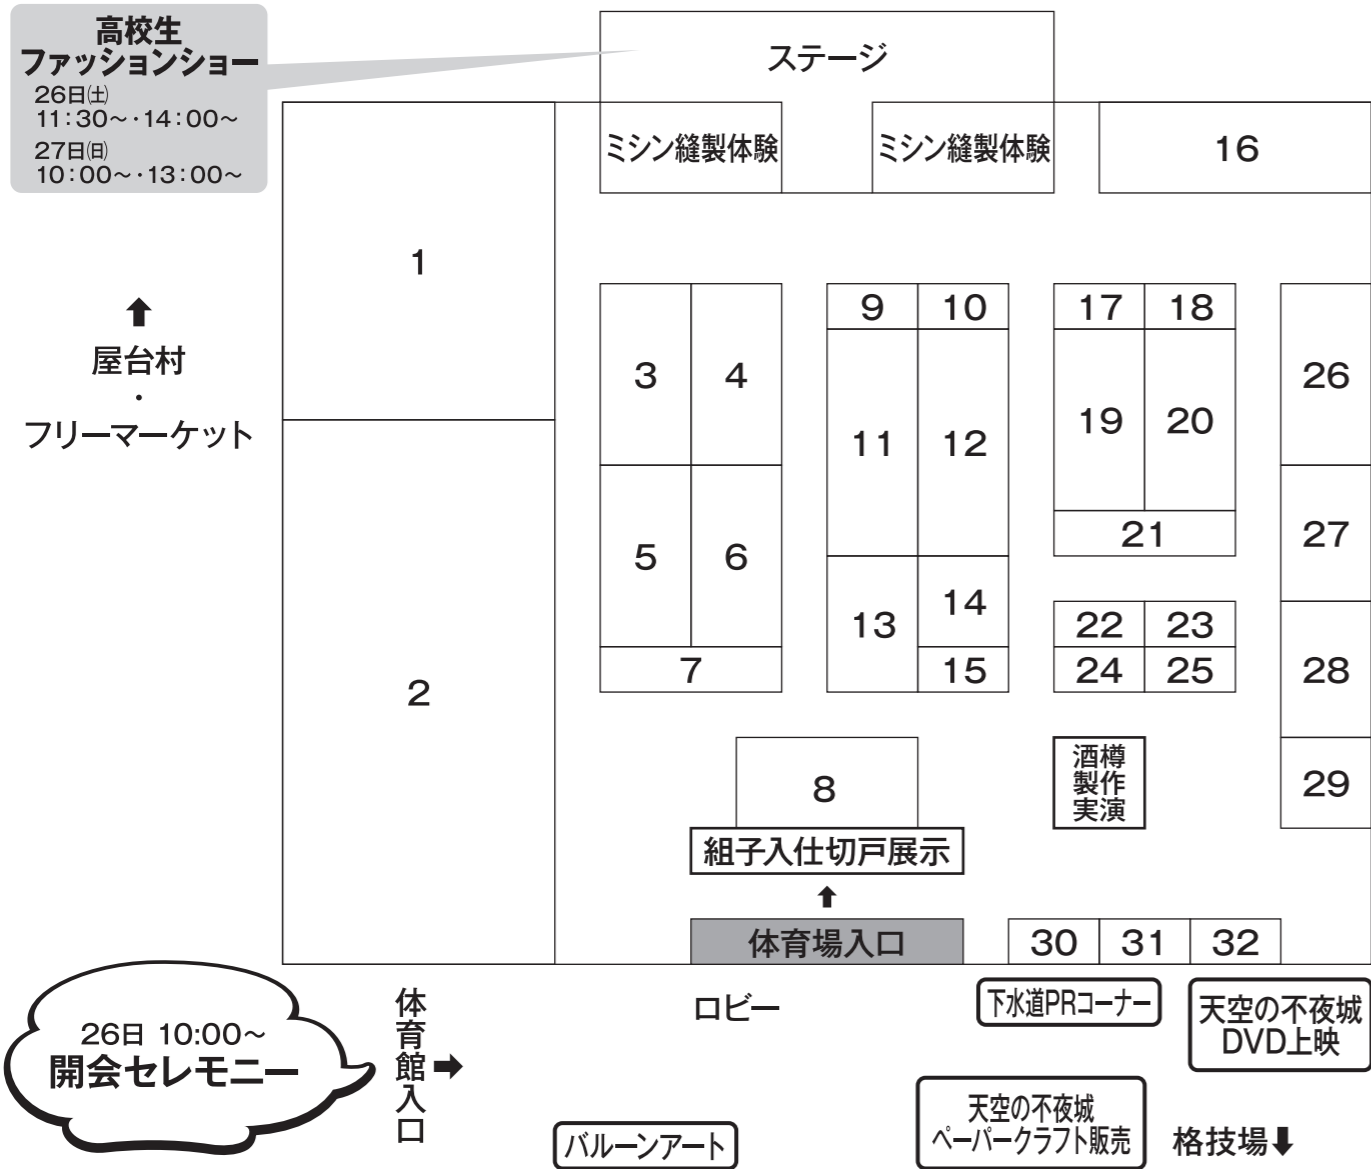 高校生
ファッションショー
26日(土)
11:30～・14:00～
27日(日)
10:00～・13:00～
ステージ
ミシン縫製体験
ミシン縫製体験
16
1
屋台村
・
フリーマーケット
3
4
9
10
17
18
26
11
12
19
20
5
6
21
27
13
14
22
23
7
15
24
25
28
2
8
酒樽
製作
実演
29
組子入仕切戸展示
体育場入口
30
31
32
26日 10:00～
開会セレモニー
体育館入口
ロビー
下水道PRコーナー
天空の不夜城
DVD上映
バルーンアート
天空の不夜城
ペーパークラフト販売
格技場